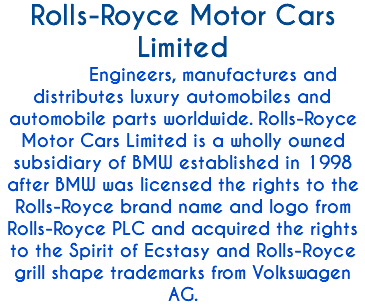 Rolls-Royce Motor Cars
Limited
Engineers, manufactures and
distributes luxury automobiles and
automobile parts worldwide. Rolls-Royce
Motor Cars Limited is a wholly owned
subsidiary of BMW established in 1998
after BMW was licensed the rights to the
Rolls-Royce brand name and logo from
Rolls-Royce PLC and acquired the rights
to the Spirit of Ecstasy and Rolls-Royce
grill shape trademarks from Volkswagen
AG.